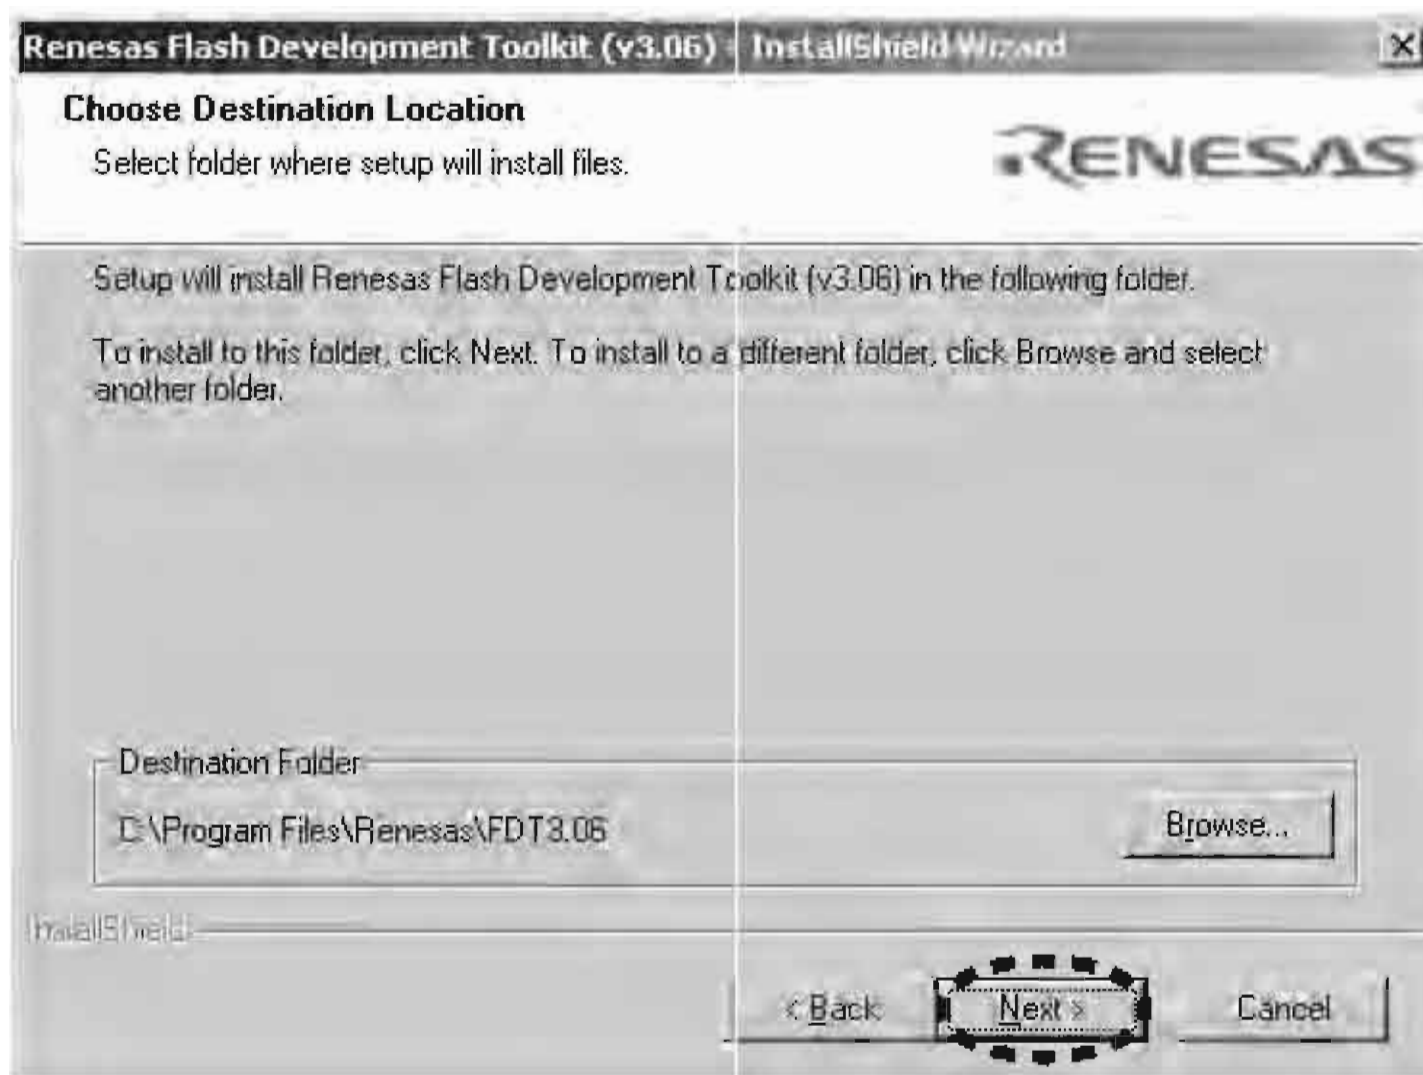 Renesas Flash Development Toolkit (v3.06) - InstallShield Wizard
Choose Destination Location
Select folder where setup will install files.
RENESAS
Setup will install Renesas Flash Development Toolkit (v3.06) in the following folder.
To install to this folder, click Next. To install to a different folder, click Browse and select
another folder.
Destination Folder
C:\Program Files\Renesas\FDT3.06
Browse...
InstallShield
< Back
Next >
Cancel